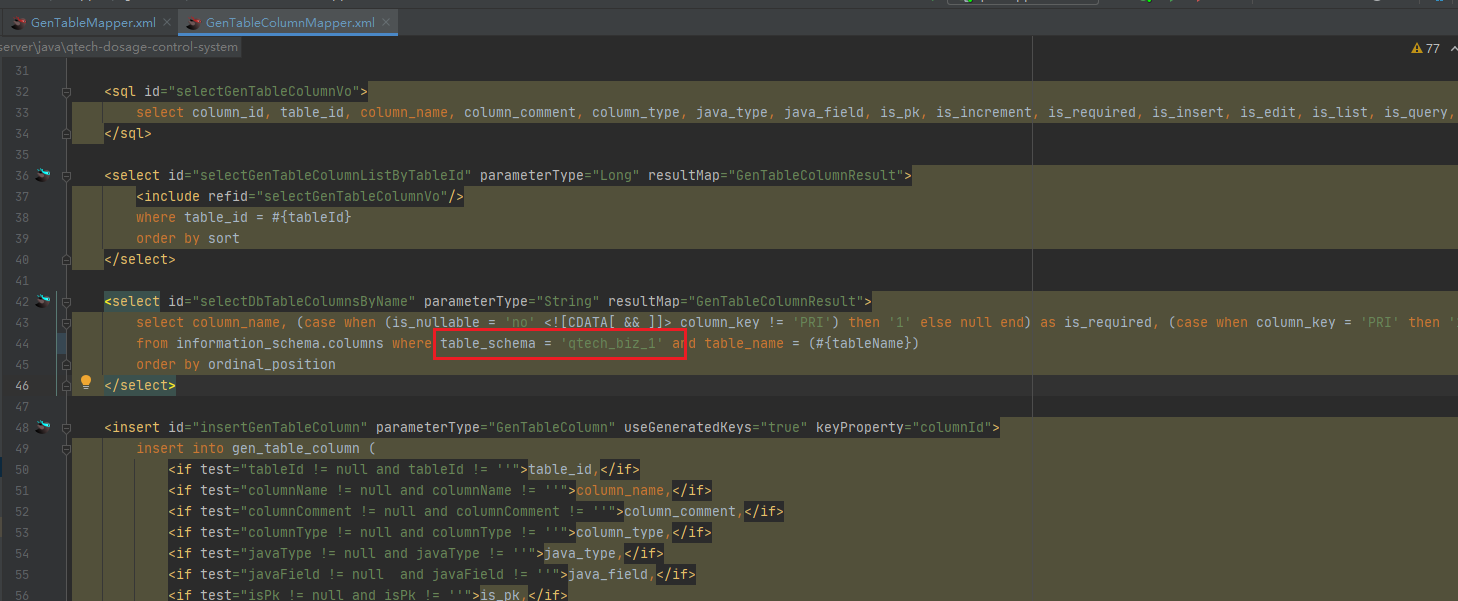 GenTableMapper.xml × GenTableColumnMapper.xml ×
server\java\qtech-dosage-control-system 77
31
32 <sql id="selectGenTableColumnVo">
33 select column_id, table_id, column_name, column_comment, column_type, java_type, java_field, is_pk, is_increment, is_required, is_insert, is_edit, is_list, is_query,
34 </sql>
35
36 <select id="selectGenTableColumnListByTableId" parameterType="Long" resultMap="GenTableColumnResult">
37 <include refid="selectGenTableColumnVo"/>
38 where table_id = #{tableId}
39 order by sort
40 </select>
41
42 <select id="selectDbTableColumnsByName" parameterType="String" resultMap="GenTableColumnResult">
43 select column_name, (case when (is_nullable = 'no' <![CDATA[ && ]]> column_key != 'PRI') then '1' else null end) as is_required, (case when column_key = 'PRI' then '
44 from information_schema.columns where table_schema = 'qtech_biz_1' and table_name = (#{tableName})
45 order by ordinal_position
46 </select>
47
48 <insert id="insertGenTableColumn" parameterType="GenTableColumn" useGeneratedKeys="true" keyProperty="columnId">
49 insert into gen_table_column (
50 <if test="tableId != null and tableId != ''">table_id,</if>
51 <if test="columnName != null and columnName != ''">column_name,</if>
52 <if test="columnComment != null and columnComment != ''">column_comment,</if>
53 <if test="columnType != null and columnType != ''">column_type,</if>
54 <if test="javaType != null and javaType != ''">java_type,</if>
55 <if test="javaField != null  and javaField != ''">java_field,</if>
56 <if test="isPk != null and isPk != ''">is_pk,</if>